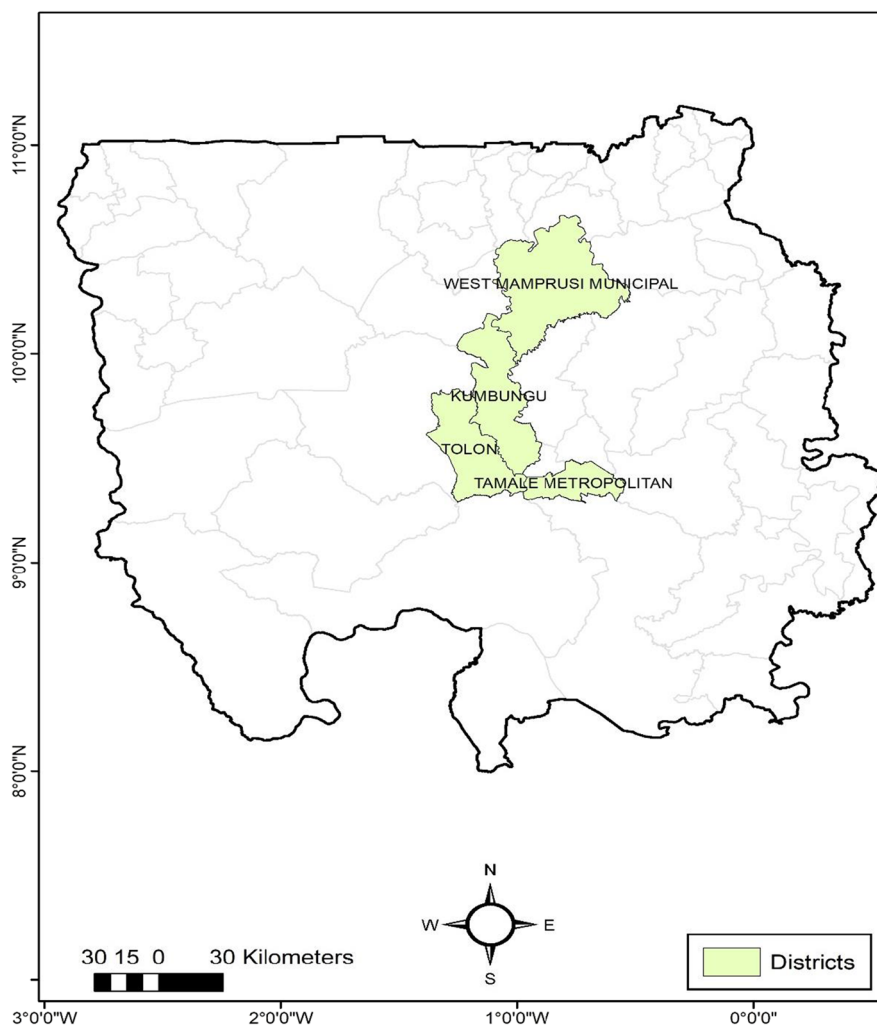 11°0'0"N
10°0'0"N
9°0'0"N
8°0'0"N
WEST MAMPRUSI MUNICIPAL
KUMBUNGU
TOLON
TAMALE METROPOLITAN
N
W E
S
30 15 0 30 Kilometers
Districts
3°0'0"W 2°0'0"W 1°0'0"W 0°0'0"